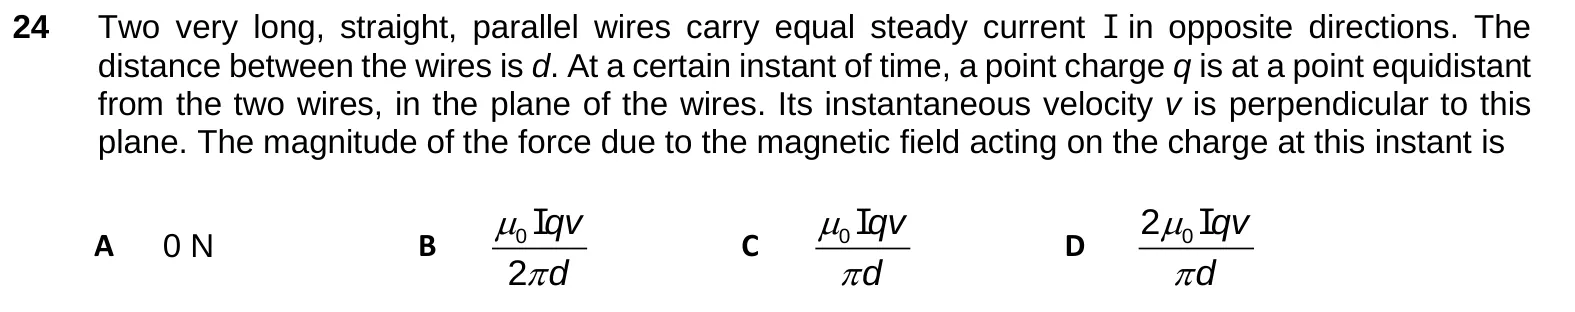 24 Two very long, straight, parallel wires carry equal steady current I in opposite directions. The
distance between the wires is d. At a certain instant of time, a point charge q is at a point equidistant
from the two wires, in the plane of the wires. Its instantaneous velocity v is perpendicular to this
plane. The magnitude of the force due to the magnetic field acting on the charge at this instant is
A 0 N B μ₀Iqv / 2πd C μ₀Iqv / πd D 2μ₀Iqv / πd